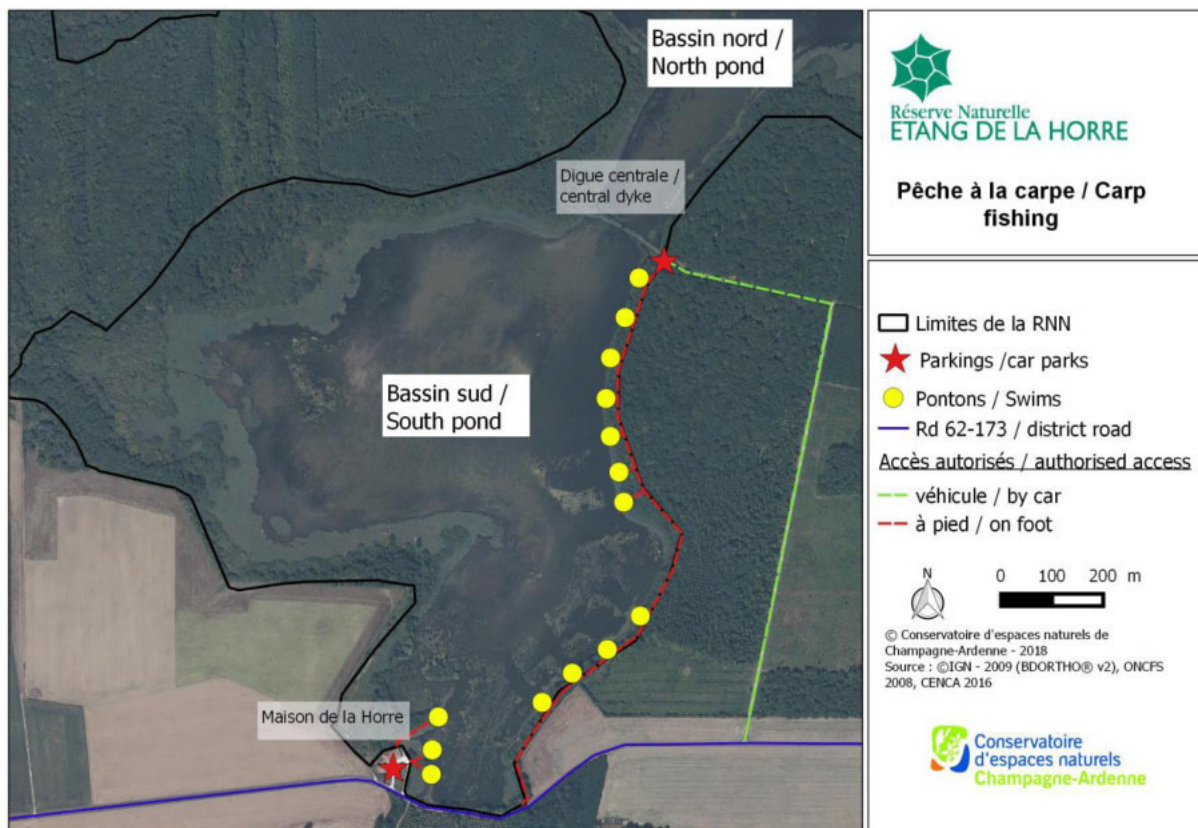 Bassin nord /
North pond
Digue centrale /
central dyke
Bassin sud /
South pond
Maison de la Horre
Réserve Naturelle
ETANG DE LA HORRE
Pêche à la carpe / Carp
fishing
Limites de la RNN
Parkings /car parks
Pontons / Swims
Rd 62-173 / district road
Accès autorisés / authorised access
véhicule / by car
à pied / on foot
N
0 100 200 m
© Conservatoire d'espaces naturels de
Champagne-Ardenne - 2018
Source : ©IGN - 2009 (BDORTHO® v2), ONCFS
2008, CENCA 2016
Conservatoire
d'espaces naturels
Champagne-Ardenne